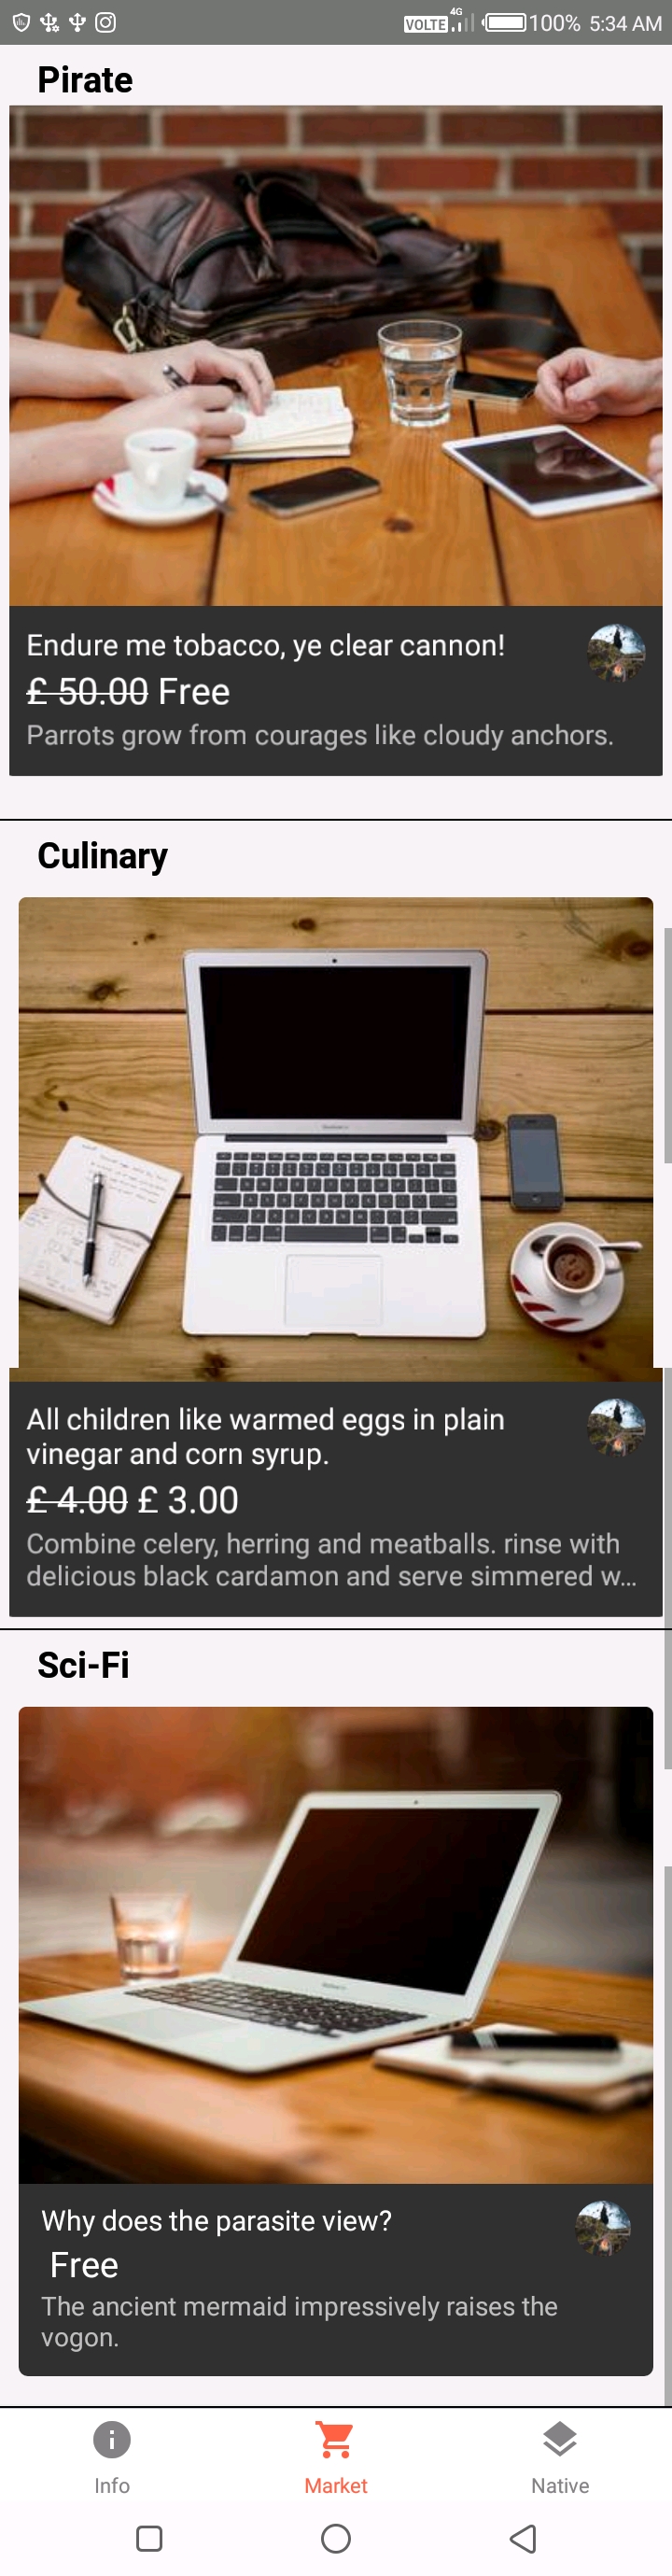 VOLTE 4G 100% 5:34 AM
Pirate
Endure me tobacco, ye clear cannon!
£ 50.00 Free
Parrots grow from courages like cloudy anchors.
Culinary
All children like warmed eggs in plain
vinegar and corn syrup.
£ 4.00 £ 3.00
Combine celery, herring and meatballs. rinse with
delicious black cardamon and serve simmered w...
Sci-Fi
Why does the parasite view?
Free
The ancient mermaid impressively raises the
vogon.
Info Market Native